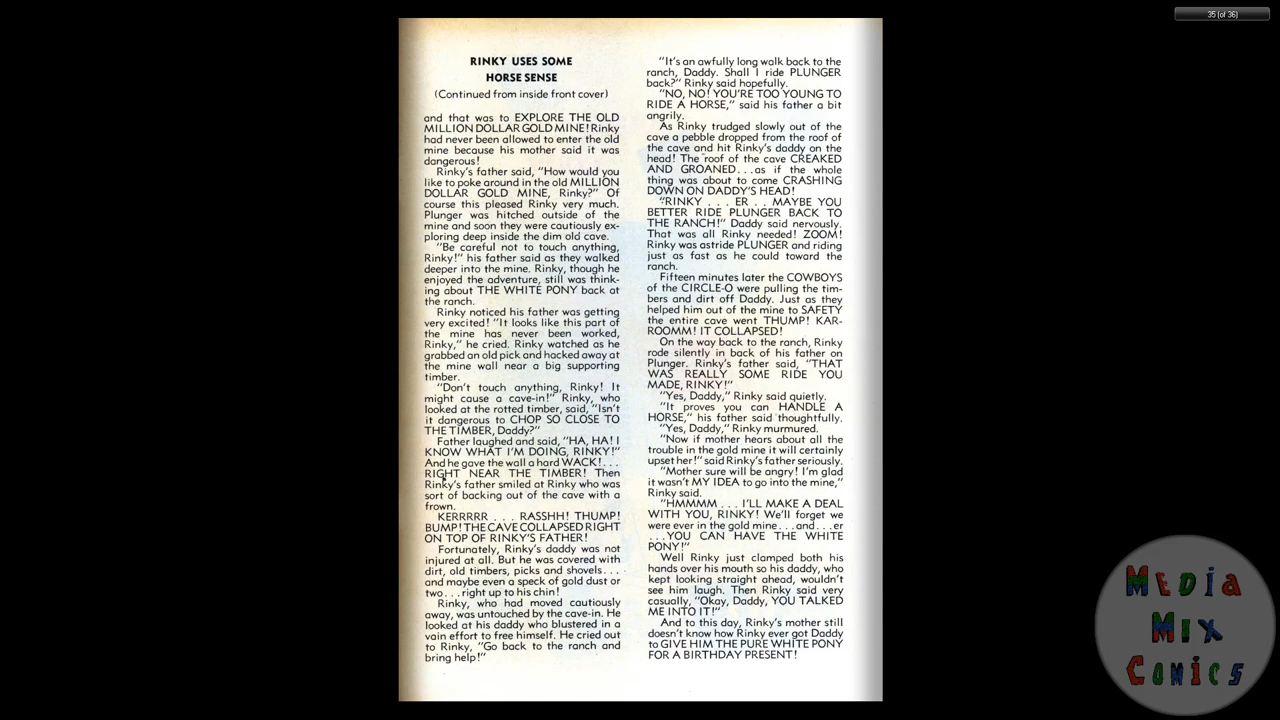 35 (of 36)
RINKY USES SOME
HORSE SENSE
(Continued from inside front cover)
and that was to EXPLORE THE OLD
MILLION DOLLAR GOLD MINE! Rinky
had never been allowed to enter the old
mine because his mother said it was
dangerous!
Rinky's father said, "How would you
like to poke around in the old MILLION
DOLLAR GOLD MINE, Rinky?" Of
course this pleased Rinky very much.
Plunger was hitched outside of the
mine and soon they were cautiously ex-
ploring deep inside the dim old cave.
"Be careful not to touch anything,
Rinky!" his father said as they walked
deeper into the mine. Rinky, though he
enjoyed the adventure, still was think-
ing about THE WHITE PONY back at
the ranch.
Rinky noticed his father was getting
very excited! "It looks like this part of
the mine has never been worked,
Rinky," he cried. Rinky watched as he
grabbed an old pick and hacked away at
the mine wall near a big supporting
timber.
"Don't touch anything, Rinky! It
might cause a cave-in!" Rinky, who
looked at the rotted timber, said, "Isn't
it dangerous to CHOP SO CLOSE TO
THE TIMBER, Daddy?"
Father laughed and said, "HA, HA! I
KNOW WHAT I'M DOING, RINKY!"
And he gave the wall a hard WACK!...
RIGHT NEAR THE TIMBER! Then
Rinky's father smiled at Rinky who was
sort of backing out of the cave with a
frown.
KERRRRR . . . RASSHH! THUMP!
BUMP! THE CAVE COLLAPSED RIGHT
ON TOP OF RINKY'S FATHER!
Fortunately, Rinky's daddy was not
injured at all. But he was covered with
dirt, old timbers, picks and shovels...
and maybe even a speck of gold dust or
two...right up to his chin!
Rinky, who had moved cautiously
away, was untouched by the cave-in. He
looked at his daddy who blustered in a
vain effort to free himself. He cried out
to Rinky, "Go back to the ranch and
bring help!"
"It's an awfully long walk back to the
ranch, Daddy. Shall I ride PLUNGER
back?" Rinky said hopefully.
"NO, NO! YOU'RE TOO YOUNG TO
RIDE A HORSE," said his father a bit
angrily.
As Rinky trudged slowly out of the
cave a pebble dropped from the roof of
the cave and hit Rinky's daddy on the
head! The roof of the cave CREAKED
AND GROANED...as if the whole
thing was about to come CRASHING
DOWN ON DADDY'S HEAD!
"RINKY . . . ER . . MAYBE YOU
BETTER RIDE PLUNGER BACK TO
THE RANCH!" Daddy said nervously.
That was all Rinky needed! ZOOM!
Rinky was astride PLUNGER and riding
just as fast as he could toward the
ranch.
Fifteen minutes later the COWBOYS
of the CIRCLE-O were pulling the tim-
bers and dirt off Daddy. Just as they
helped him out of the mine to SAFETY
the entire cave went THUMP! KAR-
ROOMM! IT COLLAPSED!
On the way back to the ranch, Rinky
rode silently in back of his father on
Plunger. Rinky's father said, "THAT
WAS REALLY SOME RIDE YOU
MADE, RINKY!"
"Yes, Daddy," Rinky said quietly.
"It proves you can HANDLE A
HORSE," his father said thoughtfully.
"Yes, Daddy," Rinky murmured.
"Now if mother hears about all the
trouble in the gold mine it will certainly
upset her!" said Rinky's father seriously.
"Mother sure will be angry! I'm glad
it wasn't MY IDEA to go into the mine,"
Rinky said.
"HMMMM . . . I'LL MAKE A DEAL
WITH YOU, RINKY! We'll forget we
were ever in the gold mine...and...er
...YOU CAN HAVE THE WHITE
PONY!"
Well Rinky just clamped both his
hands over his mouth so his daddy, who
kept looking straight ahead, wouldn't
see him laugh. Then Rinky said very
casually, "Okay, Daddy, YOU TALKED
ME INTO IT!"
And to this day, Rinky's mother still
doesn't know how Rinky ever got Daddy
to GIVE HIM THE PURE WHITE PONY
FOR A BIRTHDAY PRESENT!
MEDiA
MiX
COMiCS